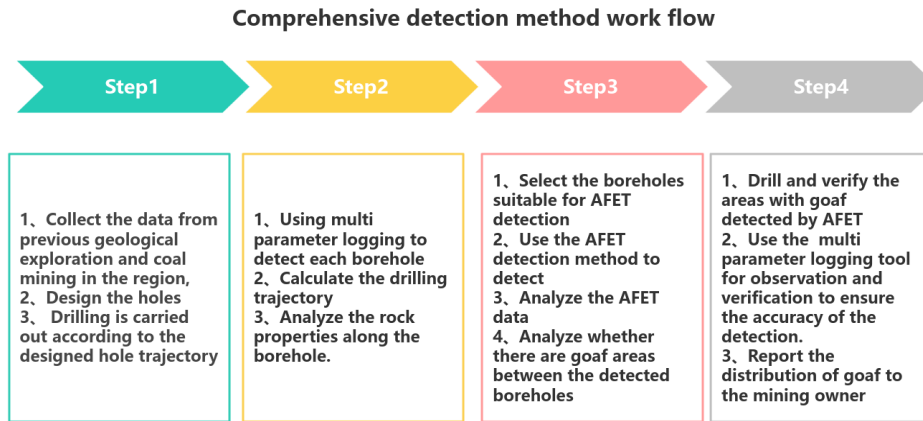 Comprehensive detection method work flow
Step1
Step2
Step3
Step4
1、Collect the data from
previous geological
exploration and coal
mining in the region,
2、Design the holes
3、 Drilling is carried
out according to the
designed hole trajectory
1、Using multi
parameter logging to
detect each borehole
2、Calculate the drilling
trajectory
3、Analyze the rock
properties along the
borehole.
1、Select the boreholes
suitable for AFET
detection
2、Use the AFET
detection method to
detect
3、Analyze the AFET
data
4、Analyze whether
there are goaf areas
between the detected
boreholes
1、Drill and verify the
areas with goaf
detected by AFET
2、Use the  multi
parameter logging tool
for observation and
verification to ensure
the accuracy of the
detection.
3、Report the
distribution of goaf to
the mining owner